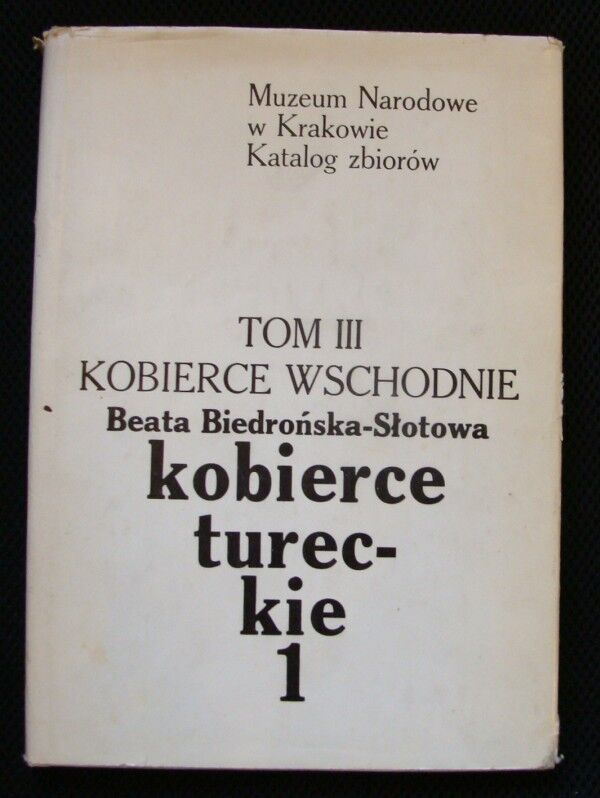 Muzeum Narodowe
w Krakowie
Katalog zbiorów
TOM III
KOBIERCE WSCHODNIE
Beata Biedrońska-Słotowa
kobierce
turec-
kie
1